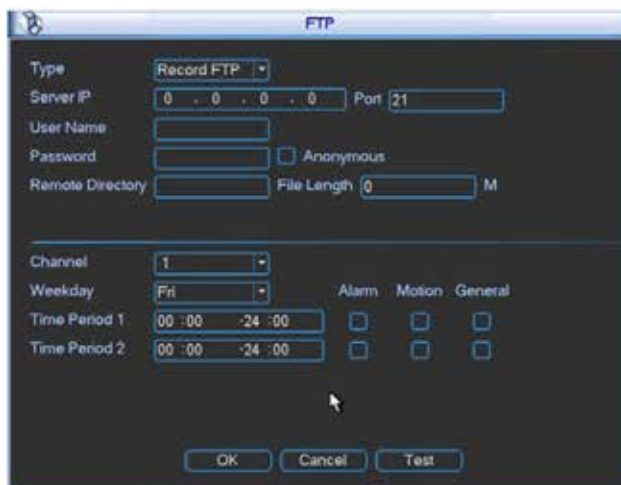 FTP
Type Record FTP
Server IP 0 . 0 . 0 . 0 Port 21
User Name
Password Anonymous
Remote Directory File Length 0 M
Channel 1
Weekday Fri Alarm Motion General
Time Period 1 00 :00 -24 :00
Time Period 2 00 :00 -24 :00
OK Cancel Test